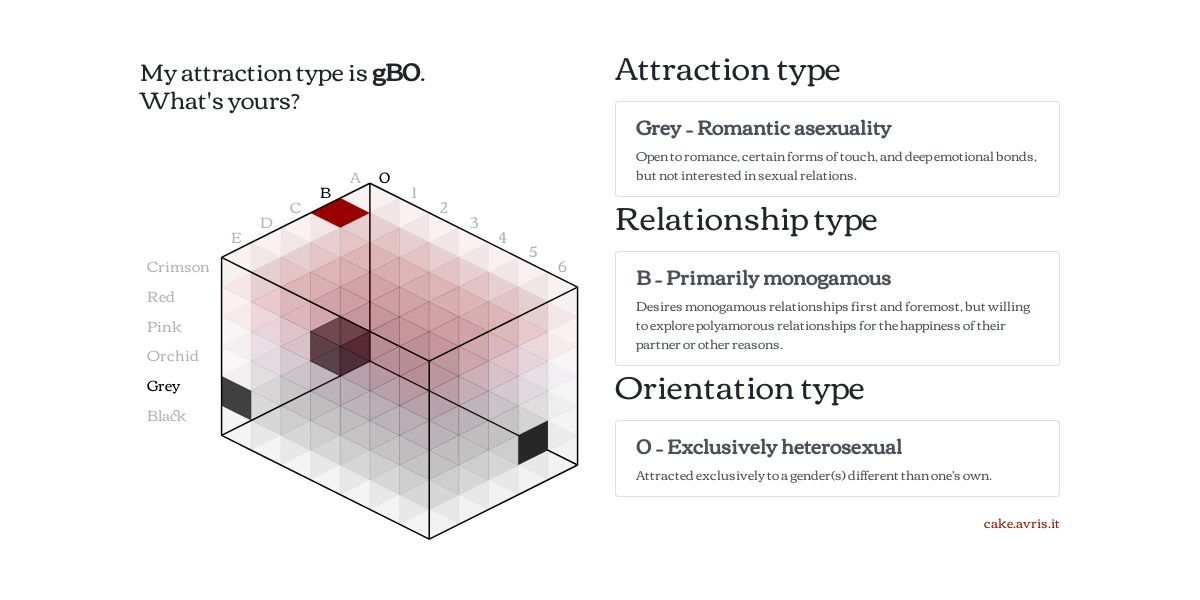 My attraction type is gBO.
What's yours?
A
O
B
1
C
2
D
3
E
4
5
6
Crimson
Red
Pink
Orchid
Grey
Black
Attraction type
Grey – Romantic asexuality
Open to romance, certain forms of touch, and deep emotional bonds,
but not interested in sexual relations.
Relationship type
B – Primarily monogamous
Desires monogamous relationships first and foremost, but willing
to explore polyamorous relationships for the happiness of their
partner or other reasons.
Orientation type
O – Exclusively heterosexual
Attracted exclusively to a gender(s) different than one's own.
cake.avris.it